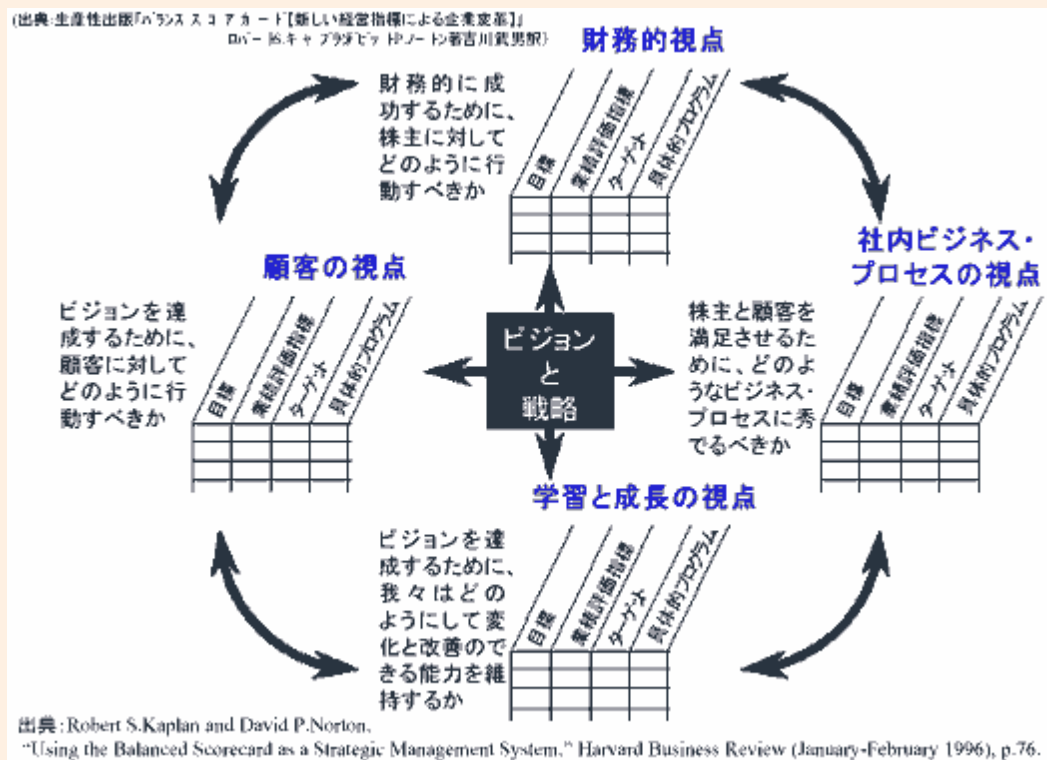 (出典:生産性出版『バランススコアカード【新しい経営指標による企業変革】』
ロバートS.キャプラデビットP.ノートン著吉川武男訳)
財務的視点
財務的に成
功するために、
株主に対して
どのように行
動すべきか
目標
業績評価指標
ターゲット
具体的プログラム
顧客の視点
ビジョンを達
成するために、
顧客に対して
どのように行
動すべきか
目標
業績評価指標
ターゲット
具体的プログラム
ビジョン
と
戦略
社内ビジネス・
プロセスの視点
株主と顧客を
満足させるた
めに、どのよ
うなビジネス・
プロセスに秀
でるべきか
目標
業績評価指標
ターゲット
具体的プログラム
学習と成長の視点
ビジョンを達
成するために、
我々はどの
ようにして変
化と改善ので
きる能力を維
持するか
目標
業績評価指標
ターゲット
具体的プログラム
出典:Robert S.Kaplan and David P.Norton,
"Using the Balanced Scorecard as a Strategic Management System," Harvard Business Review (January-February 1996), p.76.